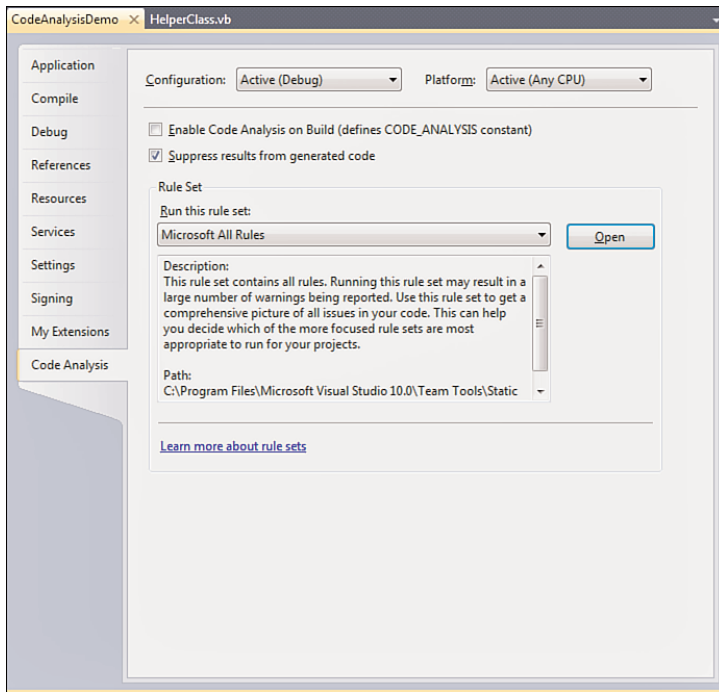 CodeAnalysisDemo
HelperClass.vb
Application
Compile
Debug
References
Resources
Services
Settings
Signing
My Extensions
Code Analysis
Configuration: Active (Debug) Platform: Active (Any CPU)
Enable Code Analysis on Build (defines CODE_ANALYSIS constant)
Suppress results from generated code
Rule Set
Run this rule set:
Microsoft All Rules
Open
Description:
This rule set contains all rules. Running this rule set may result in a
large number of warnings being reported. Use this rule set to get a
comprehensive picture of all issues in your code. This can help
you decide which of the more focused rule sets are most
appropriate to run for your projects.
Path:
C:\Program Files\Microsoft Visual Studio 10.0\Team Tools\Static
Learn more about rule sets